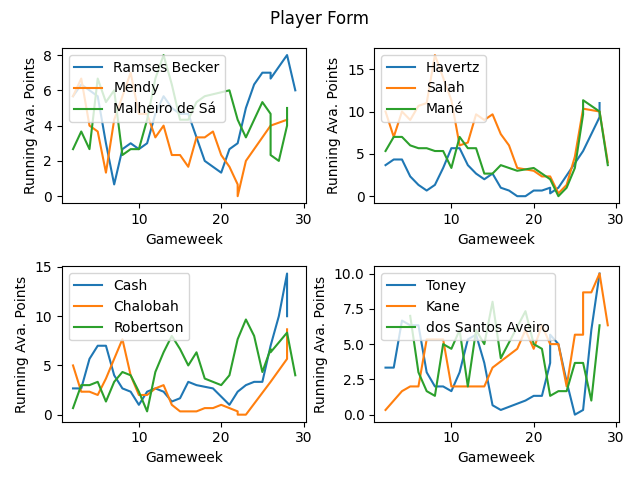 Player Form
Running Ava. Points
8
6
4
2
0
Ramses Becker
Mendy
Malheiro de Sá
10
20
30
Gameweek
Running Ava. Points
15
10
5
0
Havertz
Salah
Mané
10
20
30
Gameweek
Running Ava. Points
15
10
5
0
Cash
Chalobah
Robertson
10
20
30
Gameweek
Running Ava. Points
10.0
7.5
5.0
2.5
0.0
Toney
Kane
dos Santos Aveiro
10
20
30
Gameweek